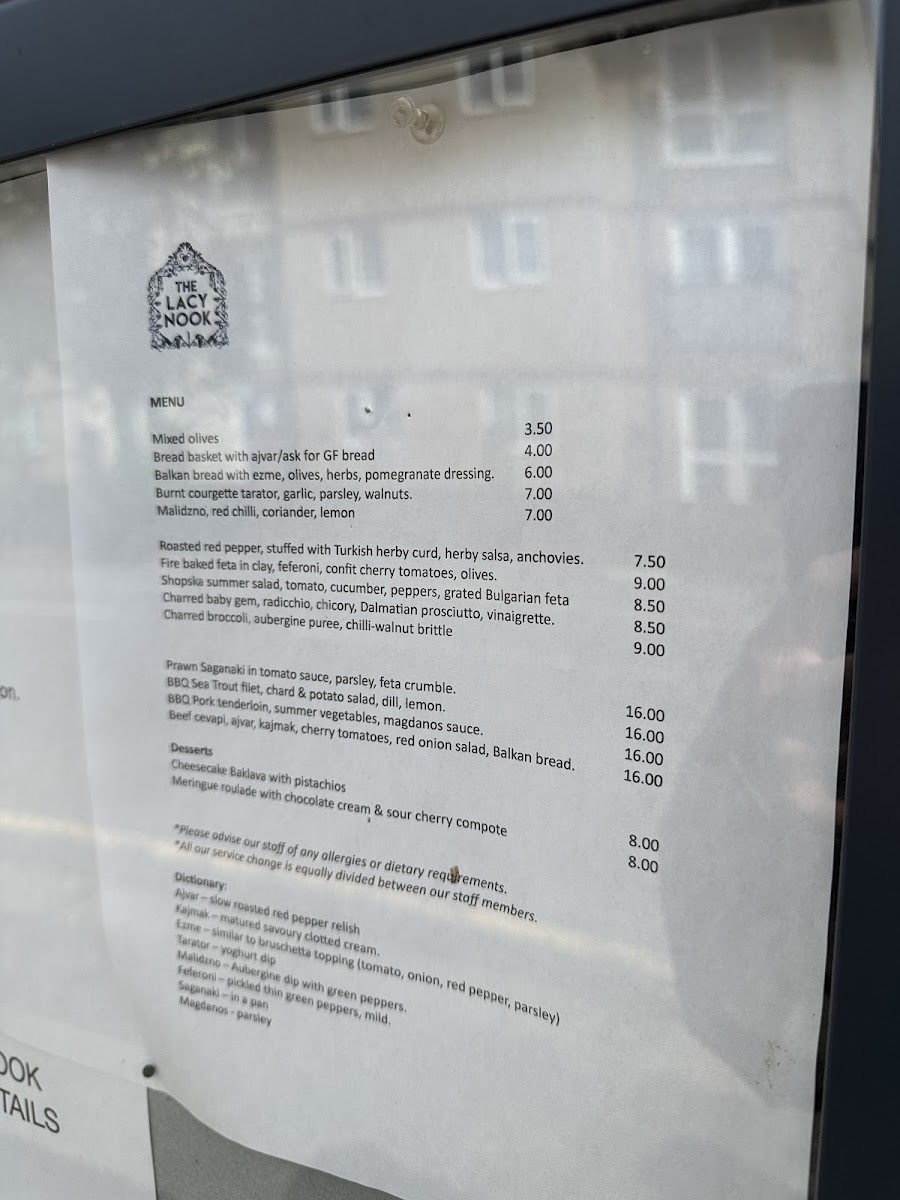 THE
LACY
NOOK
MENU
Mixed olives 3.50
Bread basket with ajvar/ask for GF bread 4.00
Balkan bread with ezme, olives, herbs, pomegranate dressing. 6.00
Burnt courgette tarator, garlic, parsley, walnuts. 7.00
Malidzno, red chilli, coriander, lemon 7.00
Roasted red pepper, stuffed with Turkish herby curd, herby salsa, anchovies. 7.50
Fire baked feta in clay, feferoni, confit cherry tomatoes, olives. 9.00
Shopska summer salad, tomato, cucumber, peppers, grated Bulgarian feta 8.50
Charred baby gem, radicchio, chicory, Dalmatian prosciutto, vinaigrette. 8.50
Charred broccoli, aubergine puree, chilli-walnut brittle 9.00
Prawn Saganaki in tomato sauce, parsley, feta crumble. 16.00
BBQ Sea Trout filet, chard & potato salad, dill, lemon. 16.00
BBQ Pork tenderloin, summer vegetables, magdanos sauce. 16.00
Beef cevapi, ajvar, kajmak, cherry tomatoes, red onion salad, Balkan bread. 16.00
Desserts
Cheesecake Baklava with pistachios 8.00
Meringue roulade with chocolate cream & sour cherry compote 8.00
*Please advise our staff of any allergies or dietary requirements.
*All our service change is equally divided between our staff members.
Dictionary:
Ajvar – slow roasted red pepper relish
Kajmak – matured savoury clotted cream.
Ezme – similar to bruschetta topping (tomato, onion, red pepper, parsley)
Tarator – yoghurt dip
Malidzno – Aubergine dip with green peppers.
Feferoni – pickled thin green peppers, mild.
Saganaki – in a pan
Magdanos - parsley
on.
OOK
TAILS